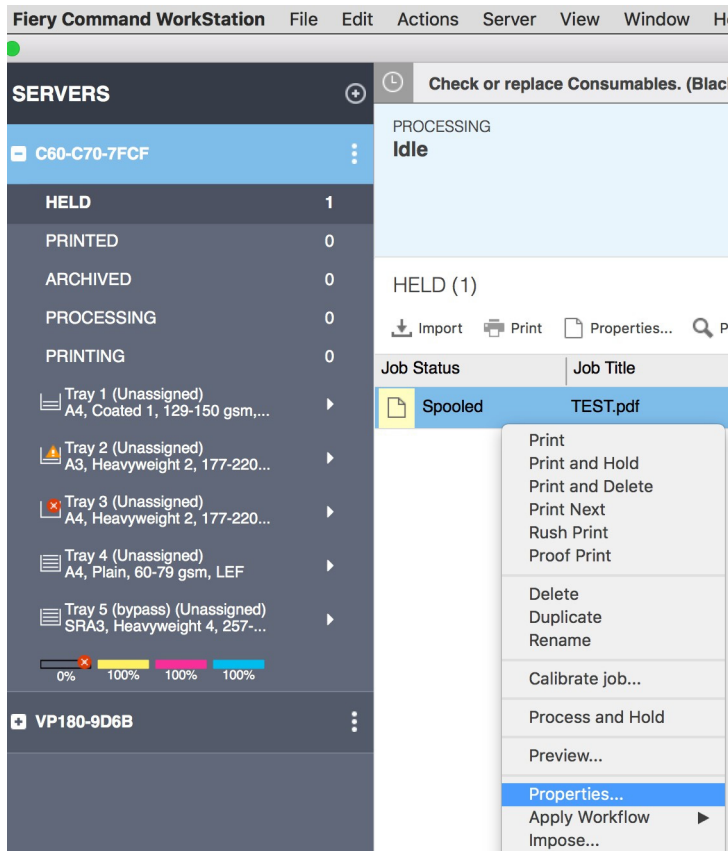 Fiery Command WorkStation File Edit Actions Server View Window
SERVERS
Check or replace Consumables.
C60-C70-7FCF
PROCESSING
Idle
HELD 1
PRINTED 0
ARCHIVED 0
PROCESSING 0
PRINTING 0
HELD (1)
Import Print Properties...
Job Status Job Title
Spooled TEST.pdf
Tray 1 (Unassigned)
A4, Coated 1, 129-150 gsm,...
Tray 2 (Unassigned)
A3, Heavyweight 2, 177-220...
Tray 3 (Unassigned)
A4, Heavyweight 2, 177-220...
Tray 4 (Unassigned)
A4, Plain, 60-79 gsm, LEF
Tray 5 (bypass) (Unassigned)
SRA3, Heavyweight 4, 257-...
0% 100% 100% 100%
VP180-9D6B
Print
Print and Hold
Print and Delete
Print Next
Rush Print
Proof Print
Delete
Duplicate
Rename
Calibrate job...
Process and Hold
Preview...
Properties...
Apply Workflow
Impose...